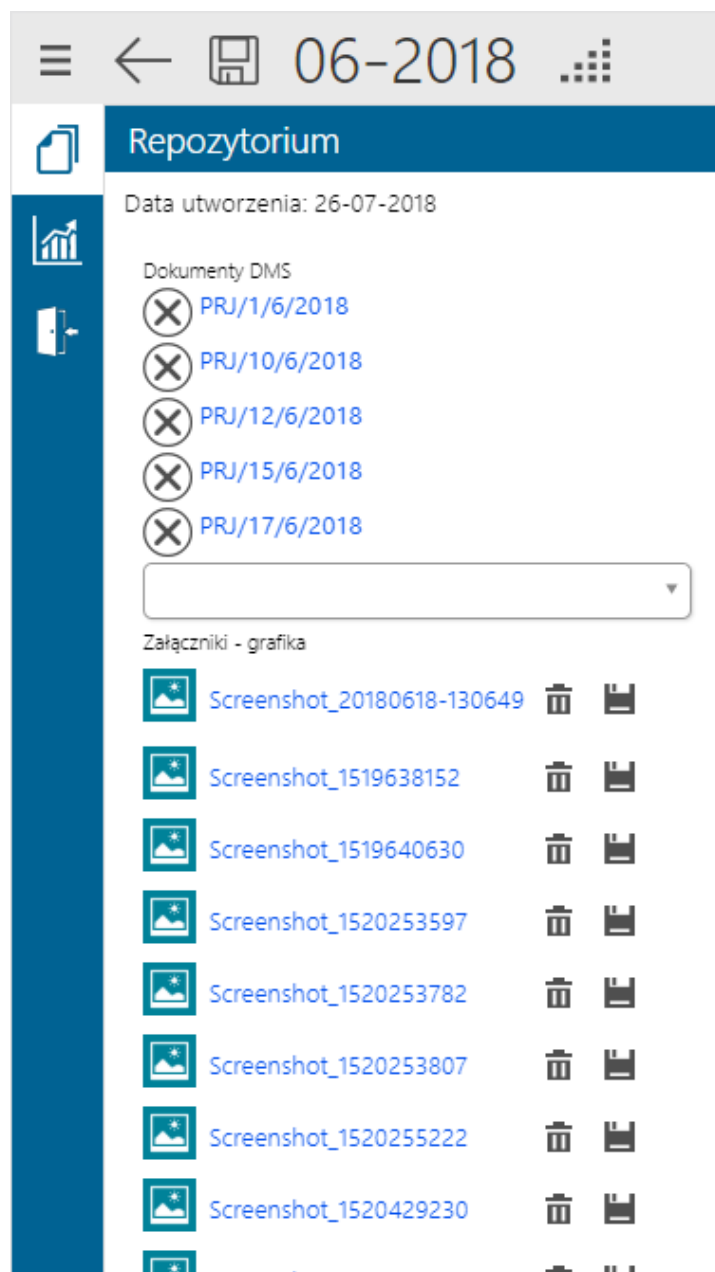 06-2018
Repozytorium
Data utworzenia: 26-07-2018
Dokumenty DMS
PRJ/1/6/2018
PRJ/10/6/2018
PRJ/12/6/2018
PRJ/15/6/2018
PRJ/17/6/2018
Załączniki - grafika
Screenshot_20180618-130649
Screenshot_1519638152
Screenshot_1519640630
Screenshot_1520253597
Screenshot_1520253782
Screenshot_1520253807
Screenshot_1520255222
Screenshot_1520429230